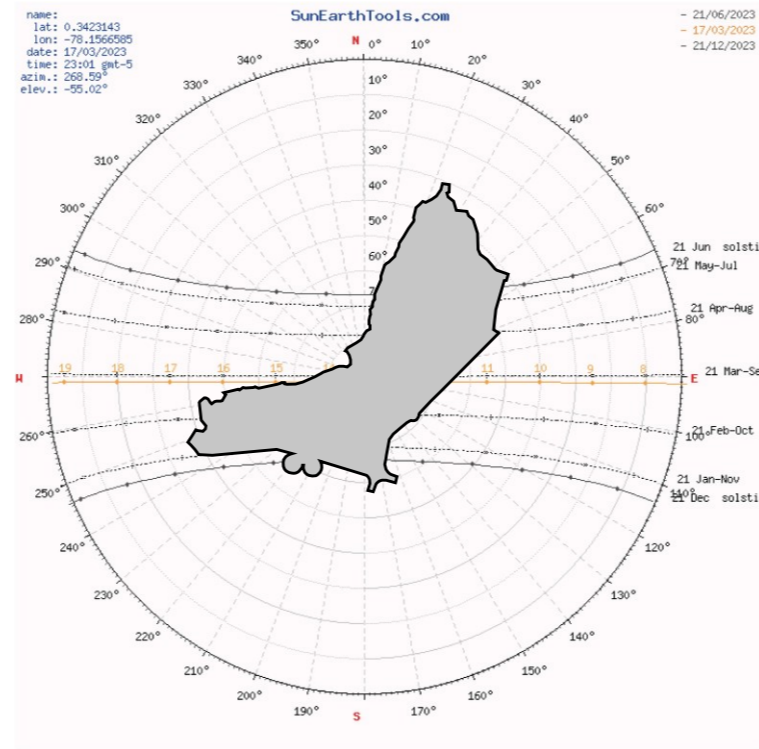 SunEarthTools.com
name:
lat: 0.3423143
lon: -78.1566585
date: 17/03/2023
time: 23:01 gmt-5
azim.: 268.59°
elev.: -55.02°
- 21/06/2023
- 17/03/2023
- 21/12/2023
N
0°
10°
20°
30°
40°
50°
60°
70°
80°
E
100°
110°
120°
130°
140°
150°
160°
170°
S
190°
200°
210°
220°
230°
240°
250°
260°
W
280°
290°
300°
310°
320°
330°
340°
350°
10°
20°
30°
40°
50°
60°
21 Jun solsti
21 May-Jul
21 Apr-Aug
21 Mar-Se
21 Feb-Oct
21 Jan-Nov
21 Dec solsti
19
18
17
16
15
11
10
9
8